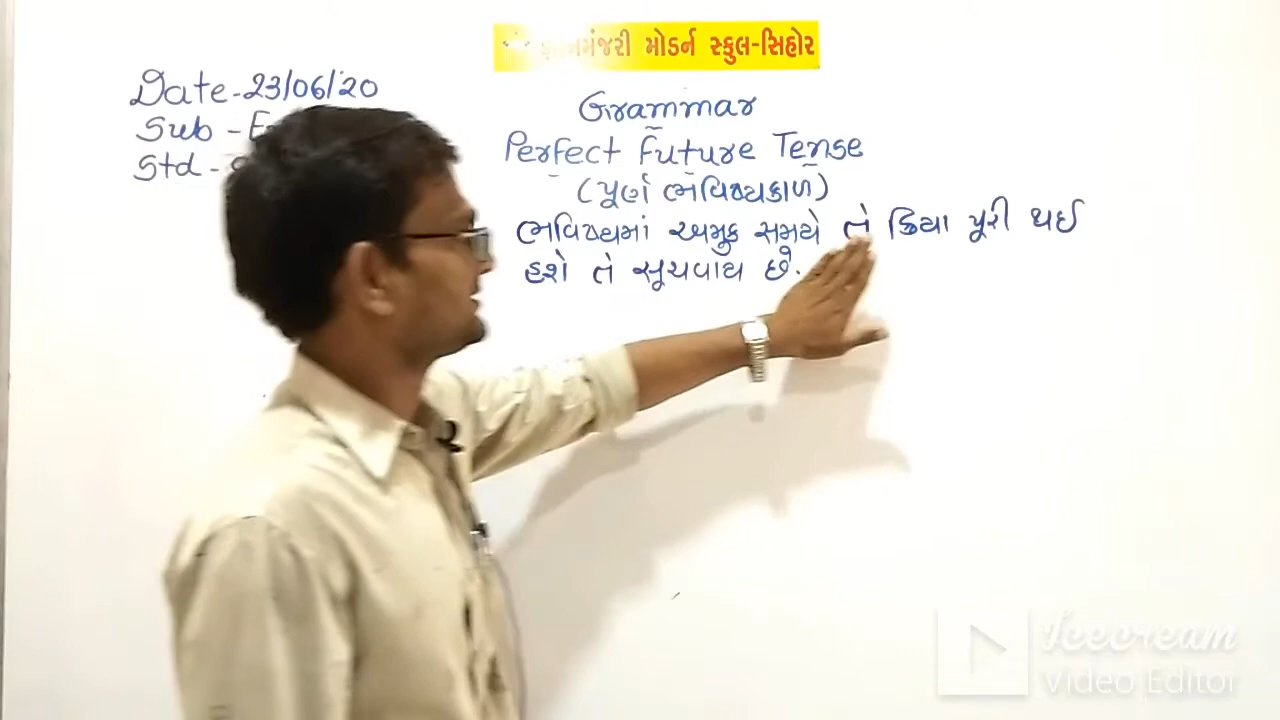 મંજરી મોડર્ન સ્કુલ-સિહોર
Date-23/06/20
Sub -
Std -
Grammar
Perfect Future Tense
(પૂર્ણ ભવિષ્યકાળ)
ભવિષ્યમાં અમુક સમયે તે ક્રિયા પૂરી થઈ
હશે તે સૂચવાય છે.
Icecream
Video Editor